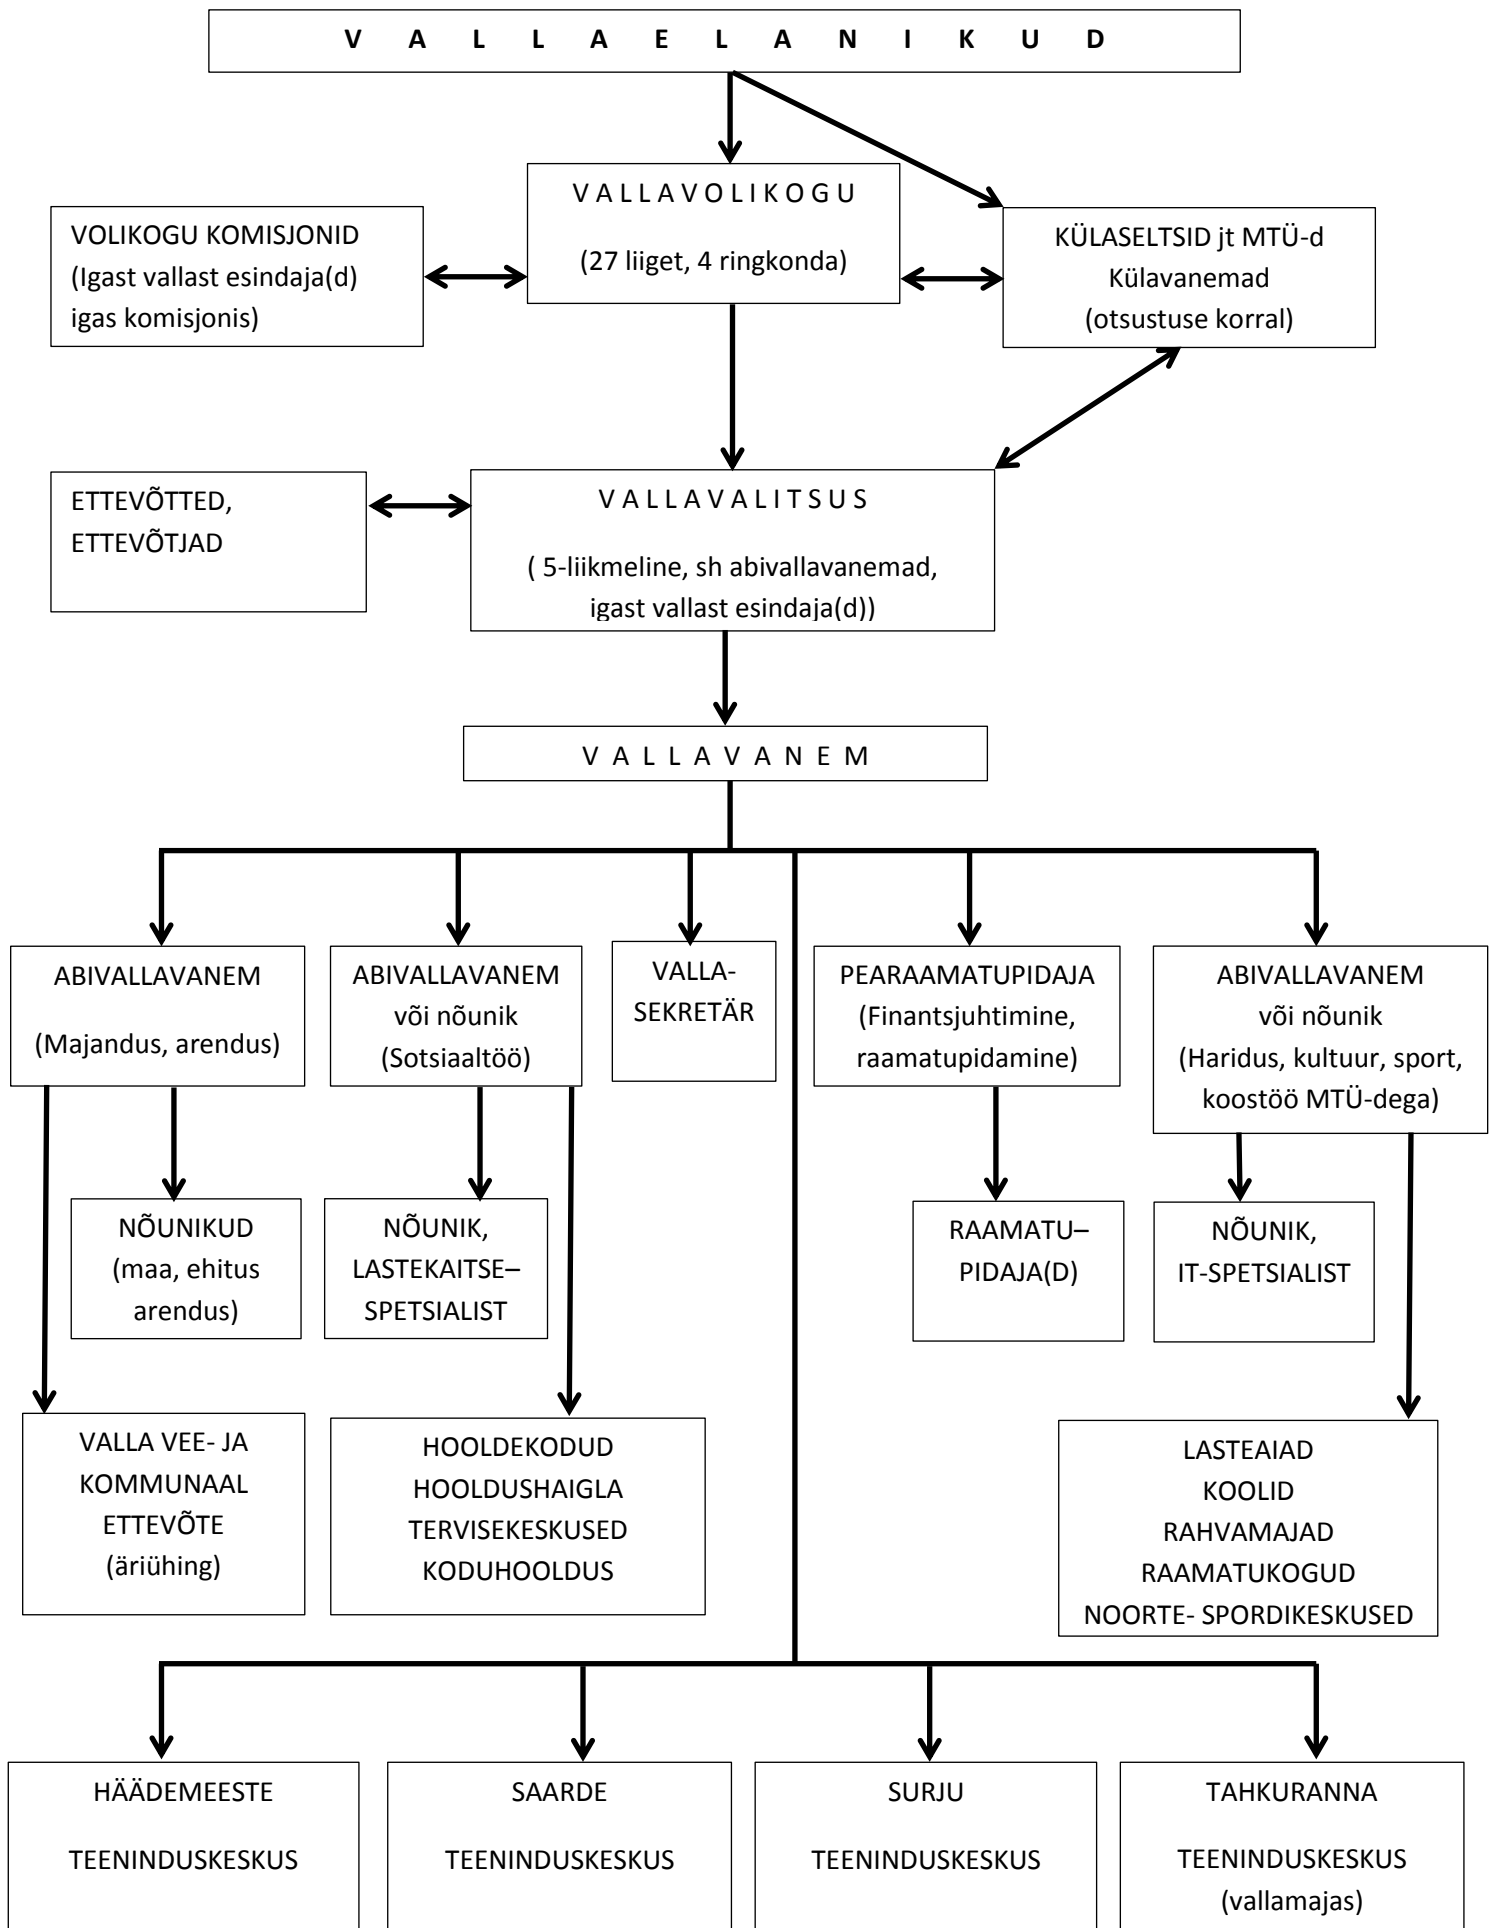 V A L L A E L A N I K U D
V A L L A V O L I K O G U
(27 liiget, 4 ringkonda)
VOLIKOGU KOMISJONID
(Igast vallast esindaja(d)
igas komisjonis)
KÜLASELTSID jt MTÜ-d
Külavanemad
(otsustuse korral)
ETTEVÕTTED,
ETTEVÕTJAD
V A L L A V A L I T S U S
( 5-liikmeline, sh abivallavanemad,
igast vallast esindaja(d))
V A L L A V A N E M
ABIVALLAVANEM
(Majandus, arendus)
ABIVALLAVANEM
või nõunik
(Sotsiaaltöö)
VALLA-
SEKRETÄR
PEARAAMATUPIDAJA
(Finantsjuhtimine,
raamatupidamine)
ABIVALLAVANEM
või nõunik
(Haridus, kultuur, sport,
koostöö MTÜ-dega)
NÕUNIKUD
(maa, ehitus
arendus)
NÕUNIK,
LASTEKAITSE–
SPETSIALIST
RAAMATU–
PIDAJA(D)
NÕUNIK,
IT-SPETSIALIST
VALLA VEE- JA
KOMMUNAAL
ETTEVÕTE
(äriühing)
HOOLDEKODUD
HOOLDUSHAIGLA
TERVISEKESKUSED
KODUHOOLDUS
LASTEAIAD
KOOLID
RAHVAMAJAD
RAAMATUKOGUD
NOORTE- SPORDIKESKUSED
HÄÄDEMEESTE
TEENINDUSKESKUS
SAARDE
TEENINDUSKESKUS
SURJU
TEENINDUSKESKUS
TAHKURANNA
TEENINDUSKESKUS
(vallamajas)